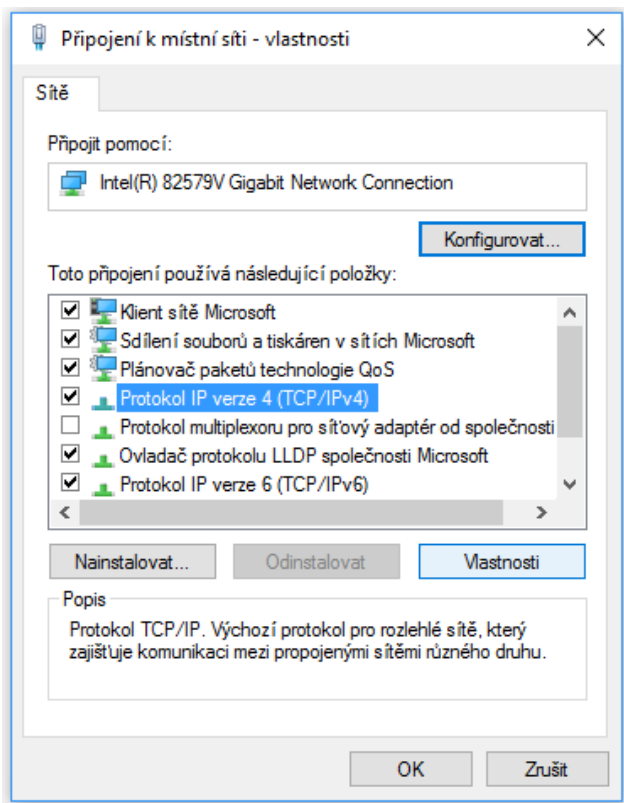 Připojení k místní síti - vlastnosti
Sítě
Připojit pomocí:
Intel(R) 82579V Gigabit Network Connection
Konfigurovat...
Toto připojení používá následující položky:
Klient sítě Microsoft
Sdílení souborů a tiskáren v sítích Microsoft
Plánovač paketů technologie QoS
Protokol IP verze 4 (TCP/IPv4)
Protokol multiplexoru pro síťový adaptér od společnosti
Ovladač protokolu LLDP společnosti Microsoft
Protokol IP verze 6 (TCP/IPv6)
Nainstalovat... Odinstalovat Vlastnosti
Popis
Protokol TCP/IP. Výchozí protokol pro rozlehlé sítě, který
zajišťuje komunikaci mezi propojenými sítěmi různého druhu.
OK Zrušit